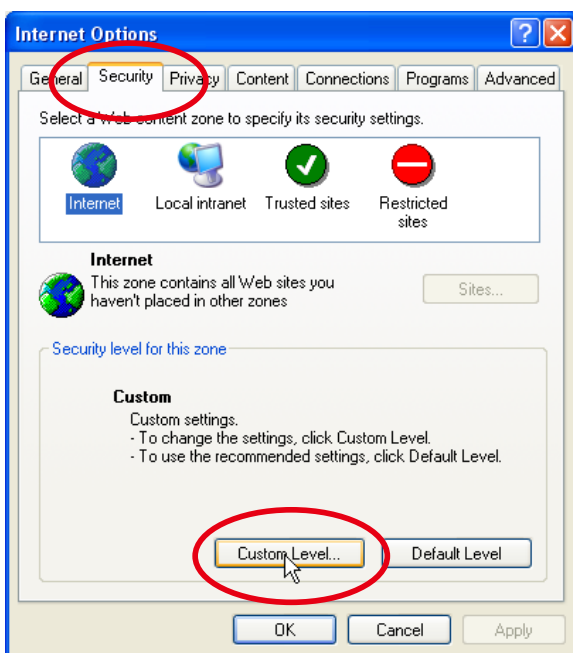 Internet Options
General Security Privacy Content Connections Programs Advanced
Select a Web content zone to specify its security settings.
Internet Local intranet Trusted sites Restricted
sites
Internet
This zone contains all Web sites you
haven't placed in other zones
Sites...
Security level for this zone
Custom
Custom settings.
- To change the settings, click Custom Level.
- To use the recommended settings, click Default Level.
Custom Level... Default Level
OK Cancel Apply